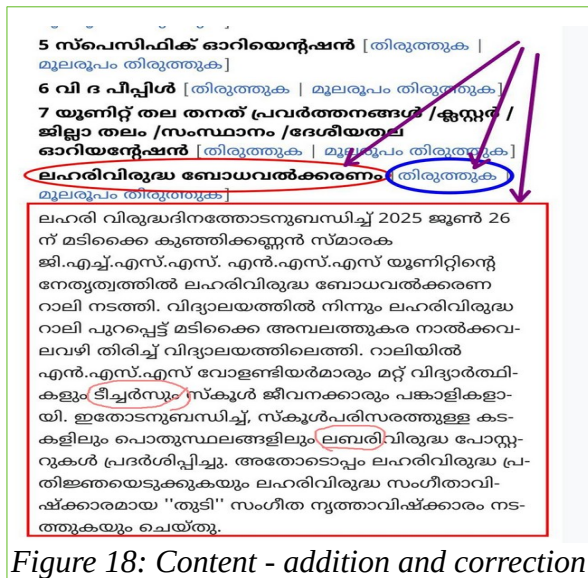 5 സ്പെസിഫിക് ഓറിയെന്റഷൻ [തിരുത്തുക |
മൂലരൂപം തിരുത്തുക]
6 വി ദ പീപ്പിൾ [തിരുത്തുക | മൂലരൂപം തിരുത്തുക]
7 യൂണിറ്റ് തല തനത് പ്രവർത്തനങ്ങൾ /ക്ലസ്റ്റർ /
ജില്ലാ തലം /സംസ്ഥാനം /ദേശീയതല
ഓറിയന്റേഷൻ [തിരുത്തുക | മൂലരൂപം തിരുത്തുക]
ലഹരിവിരുദ്ധ ബോധവൽക്കരണം [തിരുത്തുക |
മൂലരൂപം തിരുത്തുക]
ലഹരി വിരുദ്ധദിനത്തോടനുബന്ധിച്ച് 2025 ജൂൺ 26
ന് മടിക്കൈ കുഞ്ഞിക്കണ്ണൻ സ്മാരക
ജി.എച്ച്.എസ്.എസ്. എൻ.എസ്.എസ് യൂണിറ്റിന്റെ
നേതൃത്വത്തിൽ ലഹരിവിരുദ്ധ ബോധവൽക്കരണ
റാലി നടത്തി. വിദ്യാലയത്തിൽ നിന്നും ലഹരിവിരുദ്ധ
റാലി പുറപ്പെട്ട് മടിക്കൈ അമ്പലത്തുകര നാൽക്കവ-
ലവഴി തിരിച്ച് വിദ്യാലയത്തിലെത്തി. റാലിയിൽ
എൻ.എസ്.എസ് വോളണ്ടിയർമാരും മറ്റ് വിദ്യാർത്ഥി-
കളും ടീച്ചർസും സ്കൂൾ ജീവനക്കാരും പങ്കാളികളാ-
യി. ഇതോടനുബന്ധിച്ച്, സ്കൂൾപരിസരത്തുള്ള കട-
കളിലും പൊതുസ്ഥലങ്ങളിലും ലബരിവിരുദ്ധ പോസ്റ്റ-
റുകൾ പ്രദർശിപ്പിച്ചു. അതോടൊപ്പം ലഹരിവിരുദ്ധ പ്ര-
തിജ്ഞയെടുക്കുകയും ലഹരിവിരുദ്ധ സംഗീതാവി-
ഷ്ക്കാരമായ "തുടി" സംഗീത നൃത്താവിഷ്ക്കാരം നട-
ത്തുകയും ചെയ്തു.
Figure 18: Content - addition and correction